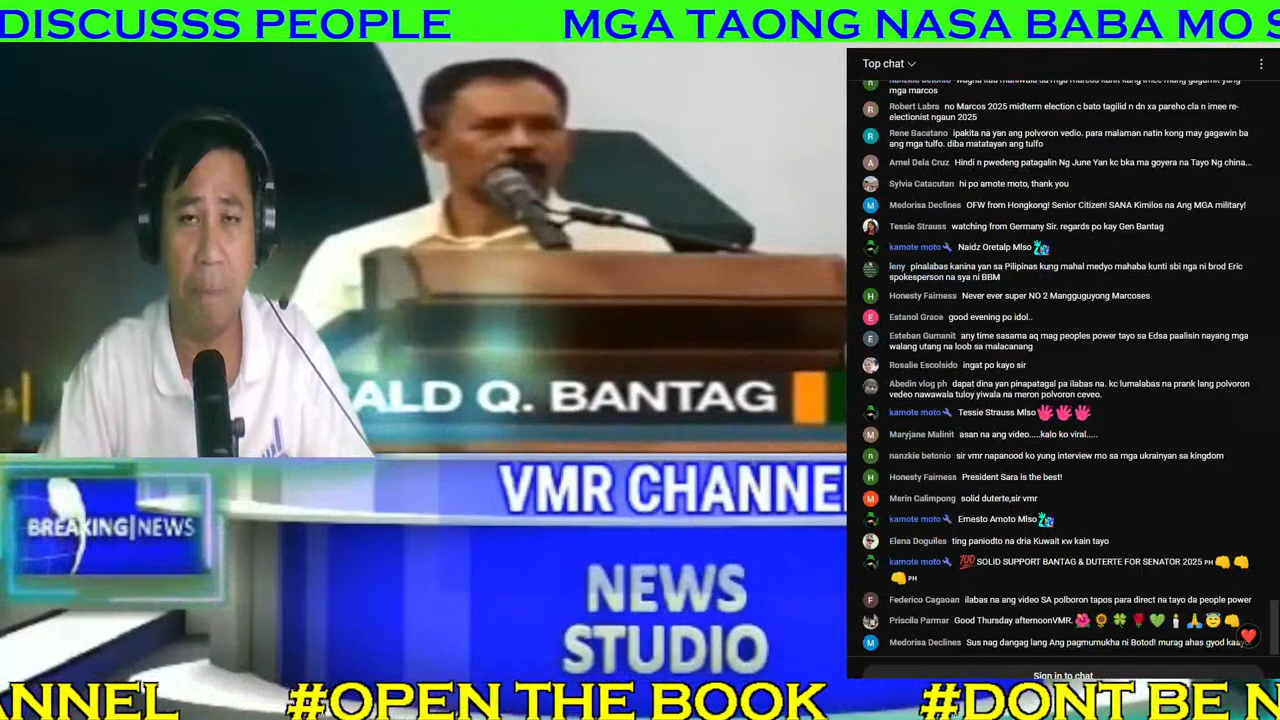 DISCUSSS PEOPLE MGA TAONG NASA BABA MO S
Top chat
mga marcos
Robert Labra no Marcos 2025 midterm election c bato tagilid n dn xa pareho cla n imee re-
electionist ngaun 2025
Rene Bacatano ipakita na yan ang polvoron vedio. para malaman natin kong may gagawin ba
ang mga tulfo. diba matatayan ang tulfo
Arnel Dela Cruz Hindi n pwedeng patagalin Ng June Yan kc bka ma goyera na Tayo Ng china...
Sylvia Catacutan hi po amote moto, thank you
Medorisa Declines OFW from Hongkong! Senior Citizen! SANA Kimilos na Ang MGA military!
Tessie Strauss watching from Germany Sir. regards po kay Gen Bantag
kamote moto Naidz Oretalp Mlso
leny pinalabas kanina yan sa Pilipinas kung mahal medyo mahaba kunti sbi nga ni brod Eric
spokesperson na sya ni BBM
Honesty Fairness Never ever super NO 2 Mangguguyong Marcoses
Estanol Grace good evening po idol..
Esteban Gumanit any time sasama aq mag peoples power tayo sa Edsa paalisin nayang mga
walang utang na loob sa malacanang
Rosalie Escolsido ingat po kayo sir
Abedin vlog ph dapat dina yan pinapatagal pa ilabas na. kc lumalabas na prank lang polvoron
vedeo nawawala tuloy yiwala na meron polvoron ceveo.
kamote moto Tessie Strauss Mlso
Maryjane Malinit asan na ang video.....kalo ko viral.....
nanzkie betonio sir vmr napanood ko yung interview mo sa mga ukrainyan sa kingdom
Honesty Fairness President Sara is the best!
Merin Calimpong solid duterte,sir vmr
kamote moto Ernesto Amoto Mlso
Elena Doguiles ting paniodto na dria Kuwait kw kain tayo
kamote moto 💯 SOLID SUPPORT BANTAG & DUTERTE FOR SENATOR 2025 PH
PH
Federico Cagaoan ilabas na ang video SA polboron tapos para direct na tayo da people power
Priscila Parmar Good Thursday afternoonVMR.
Medorisa Declines Sus nag dangag lang Ang pagmumukha ni Botod! murag ahas gyod kaayo!
Sign in to chat
ALD Q. BANTAG
VMR CHANNE
BREAKING|NEWS
NEWS
STUDIO
ANNEL #OPEN THE BOOK #DONT BE N